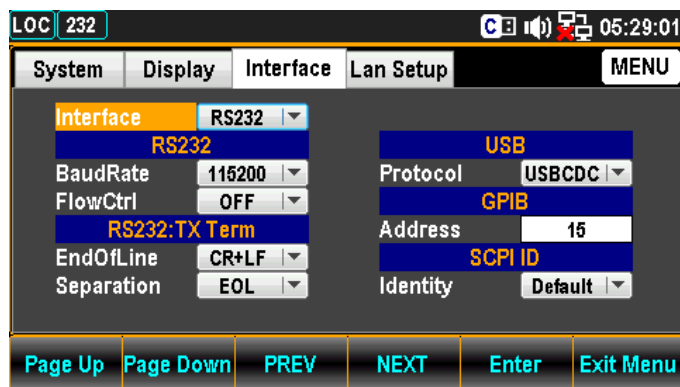 LOC 232 C 05:29:01
System Display Interface Lan Setup MENU
Interface RS232
RS232 USB
BaudRate 115200 Protocol USBCDC
FlowCtrl OFF GPIB
RS232:TX Term Address 15
EndOfLine CR+LF SCPI ID
Separation EOL Identity Default
Page Up Page Down PREV NEXT Enter Exit Menu